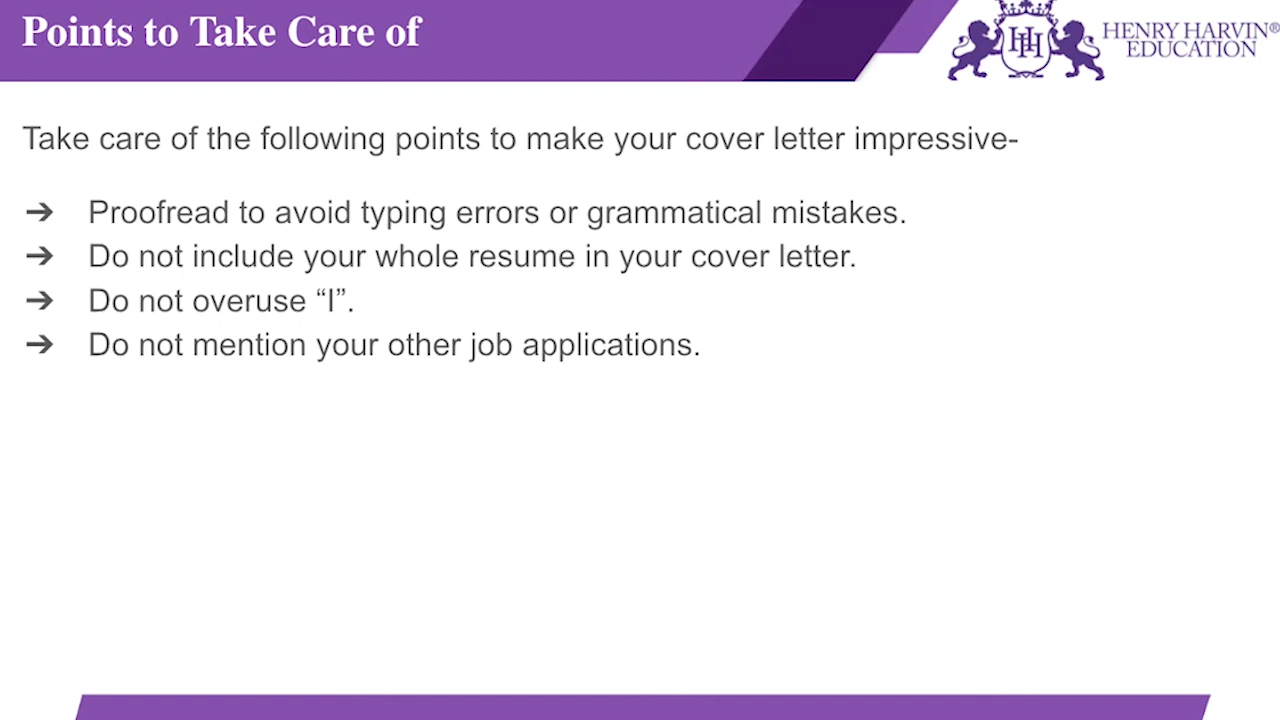 Points to Take Care of
HENRY HARVIN®
EDUCATION
Take care of the following points to make your cover letter impressive-
➔ Proofread to avoid typing errors or grammatical mistakes.
➔ Do not include your whole resume in your cover letter.
➔ Do not overuse “I”.
➔ Do not mention your other job applications.